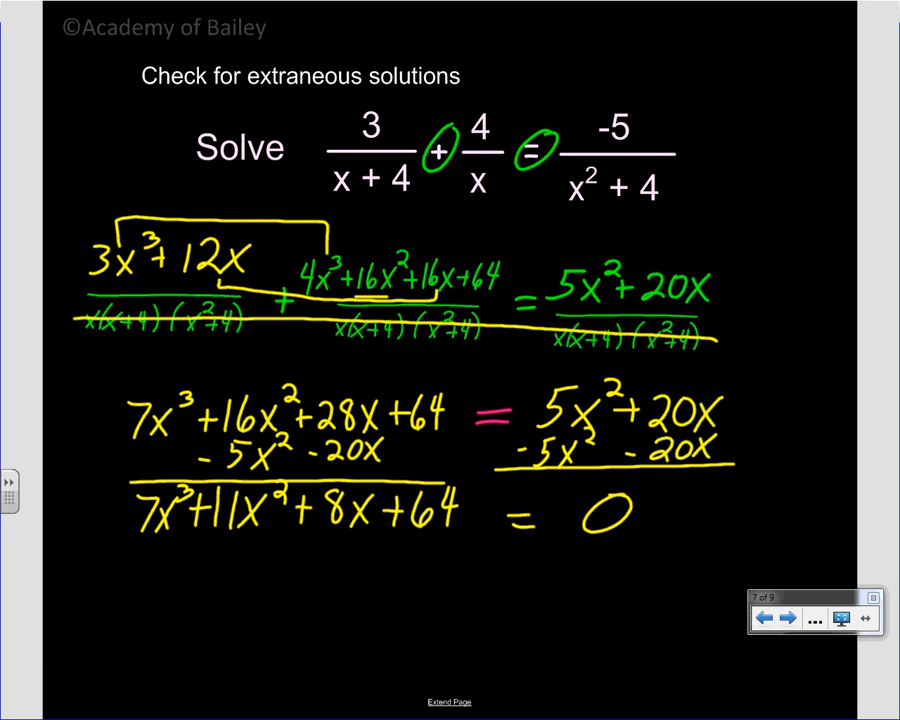 ©Academy of Bailey
Check for extraneous solutions
Solve 3/(x + 4) + 4/x = -5/(x² + 4)
(3x³ + 12x)/(x(x+4)(x²+4)) + (4x³+16x²+16x+64)/(x(x+4)(x²+4)) = (5x²+20x)/(x(x+4)(x²+4))
7x³ +16x²+28x+64 = 5x²+20x
- 5x² -20x -5x² - 20x
7x³+11x²+8x+64 = 0
7 of 9
...
Extend Page